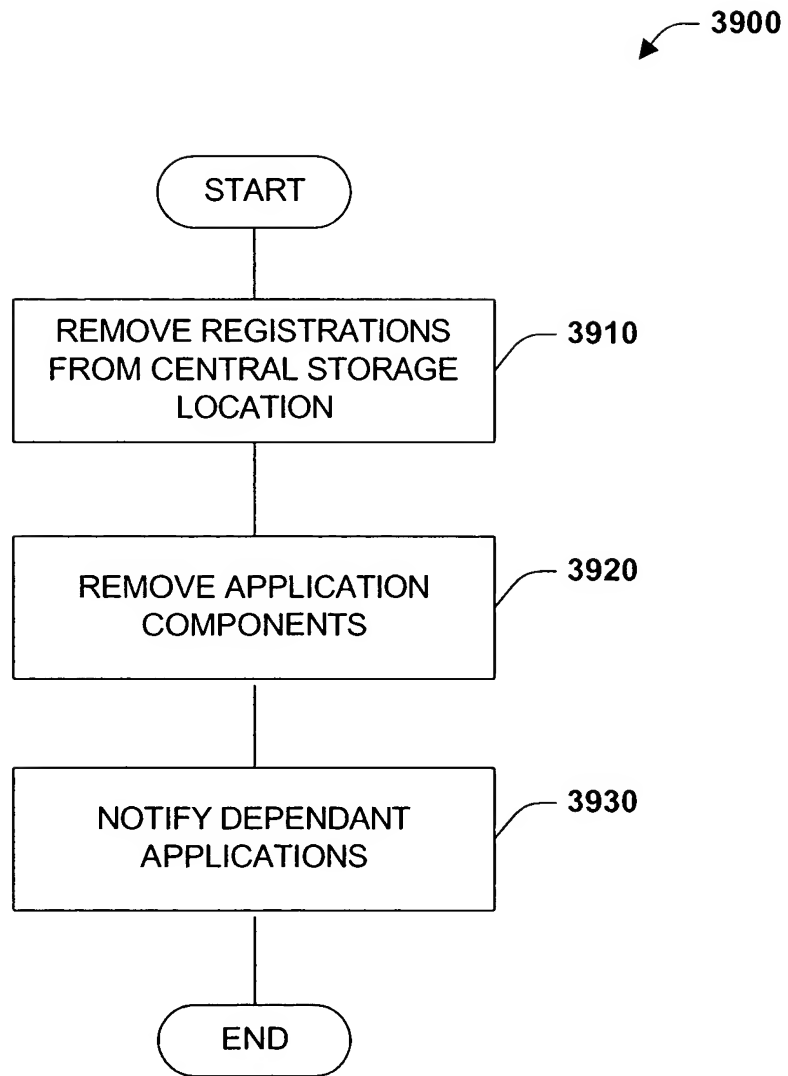 3900
START
REMOVE REGISTRATIONS
FROM CENTRAL STORAGE
LOCATION
3910
REMOVE APPLICATION
COMPONENTS
3920
NOTIFY DEPENDANT
APPLICATIONS
3930
END